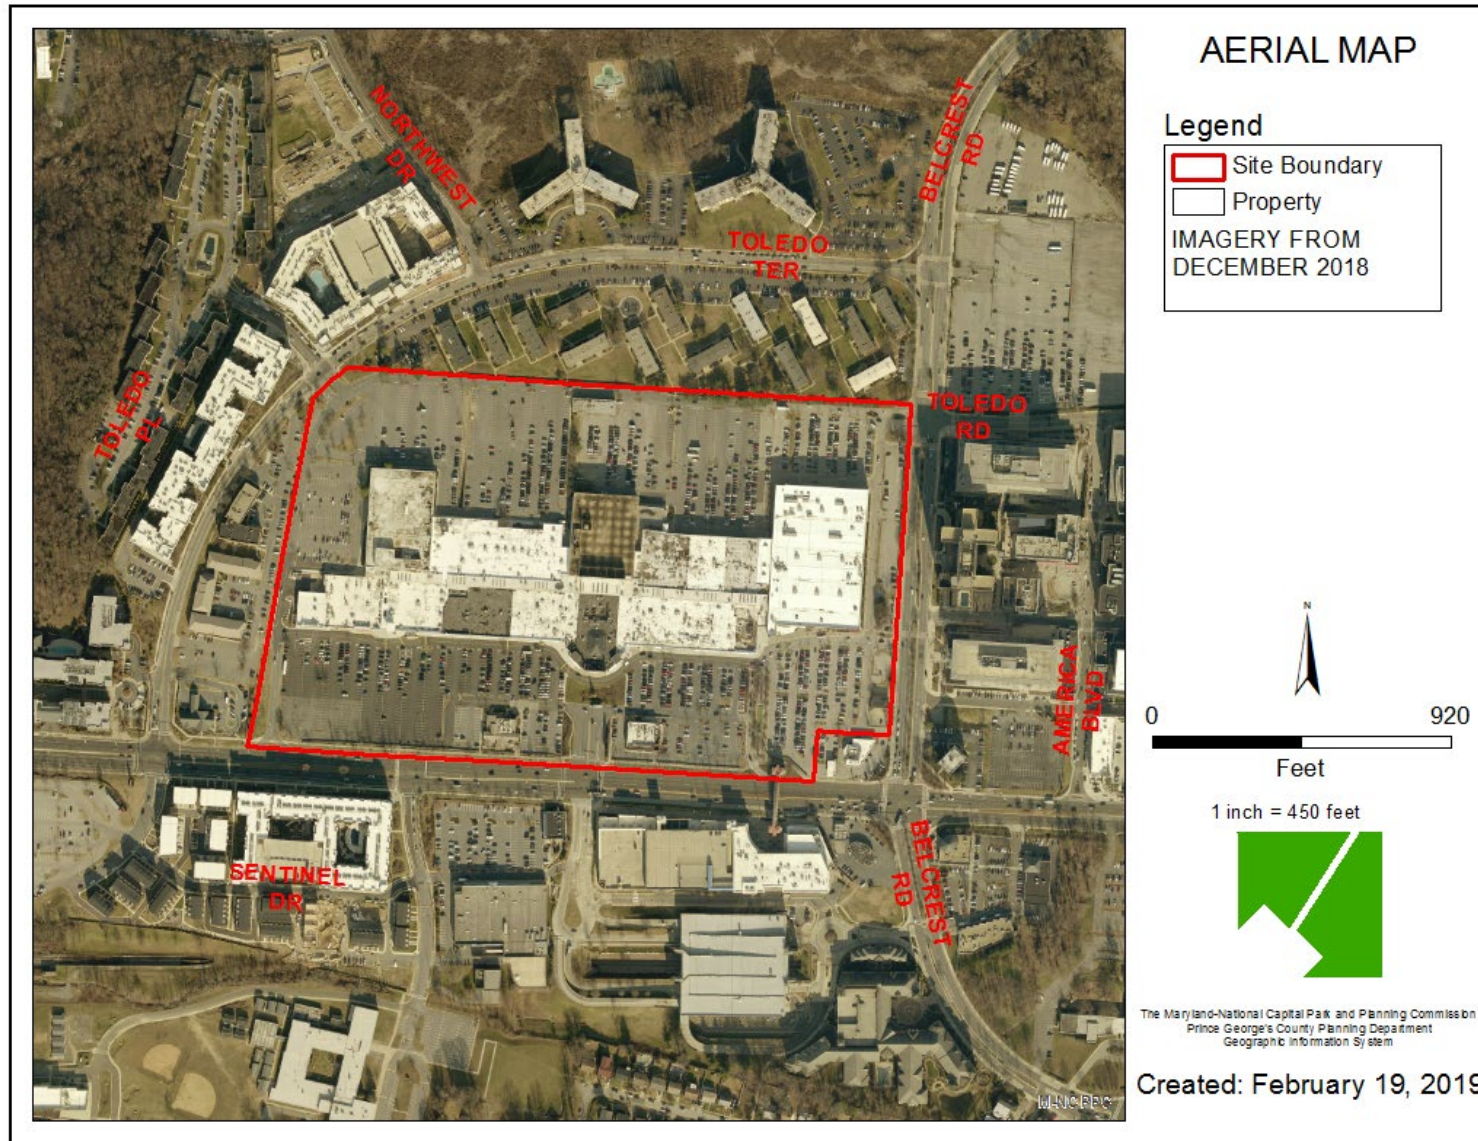 AERIAL MAP
Legend
Site Boundary
Property
IMAGERY FROM
DECEMBER 2018
NORTHWEST
DR
BELCREST
RD
TOLEDO
TER
TOLEDO
PL
TOLEDO
RD
AMERICA
BLVD
SENTINEL
DR
BELCREST
RD
N
0 920
Feet
1 inch = 450 feet
The Maryland-National Capital Park and Planning Commission
Prince George's County Planning Department
Geographic Information System
Created: February 19, 2019
M-NCPPC